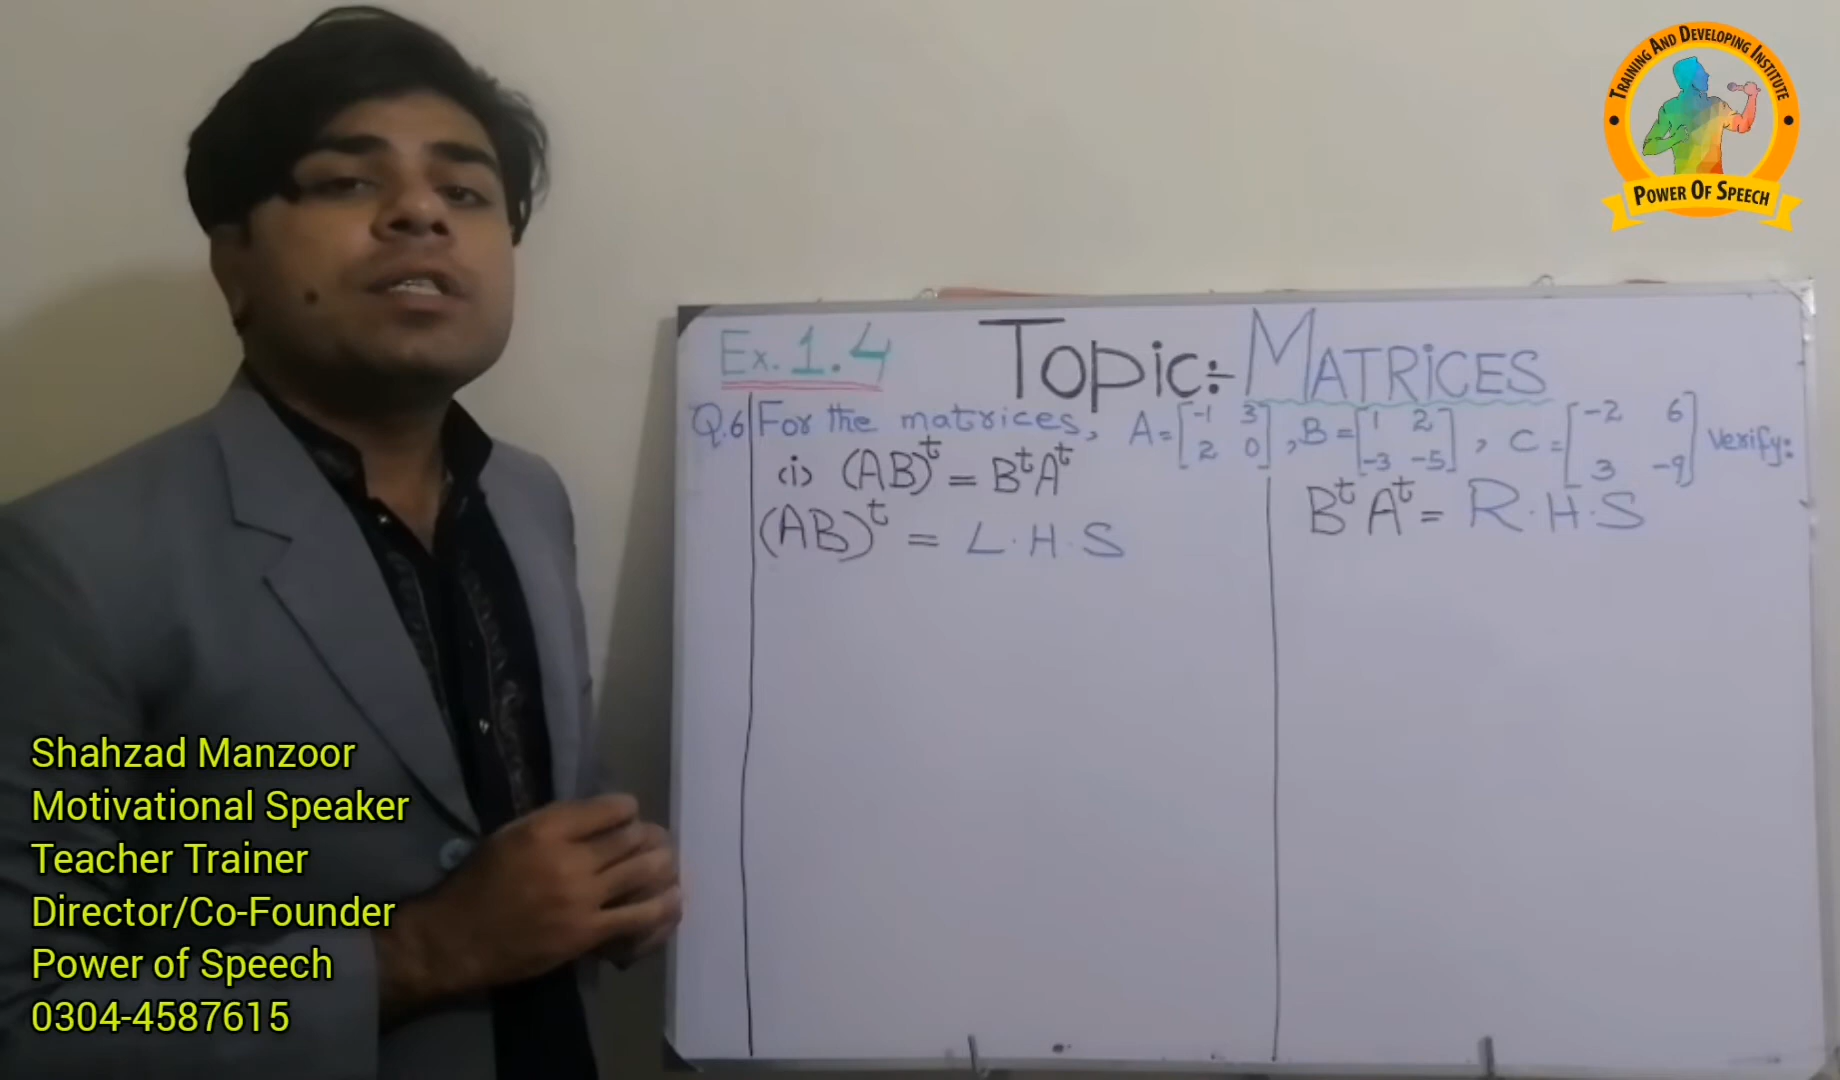 TRAINING AND DEVELOPING INSTITUTE
POWER OF SPEECH
Ex. 1.4
Topic:- MATRICES
Q.6 For the matrices, A = [-1 3 , B = [1 2 , C = [-2 6 Verify:
2 0] -3 -5] 3 -9]
(i) (AB)^t = B^t A^t
(AB)^t = L.H.S
B^t A^t = R.H.S
Shahzad Manzoor
Motivational Speaker
Teacher Trainer
Director/Co-Founder
Power of Speech
0304-4587615